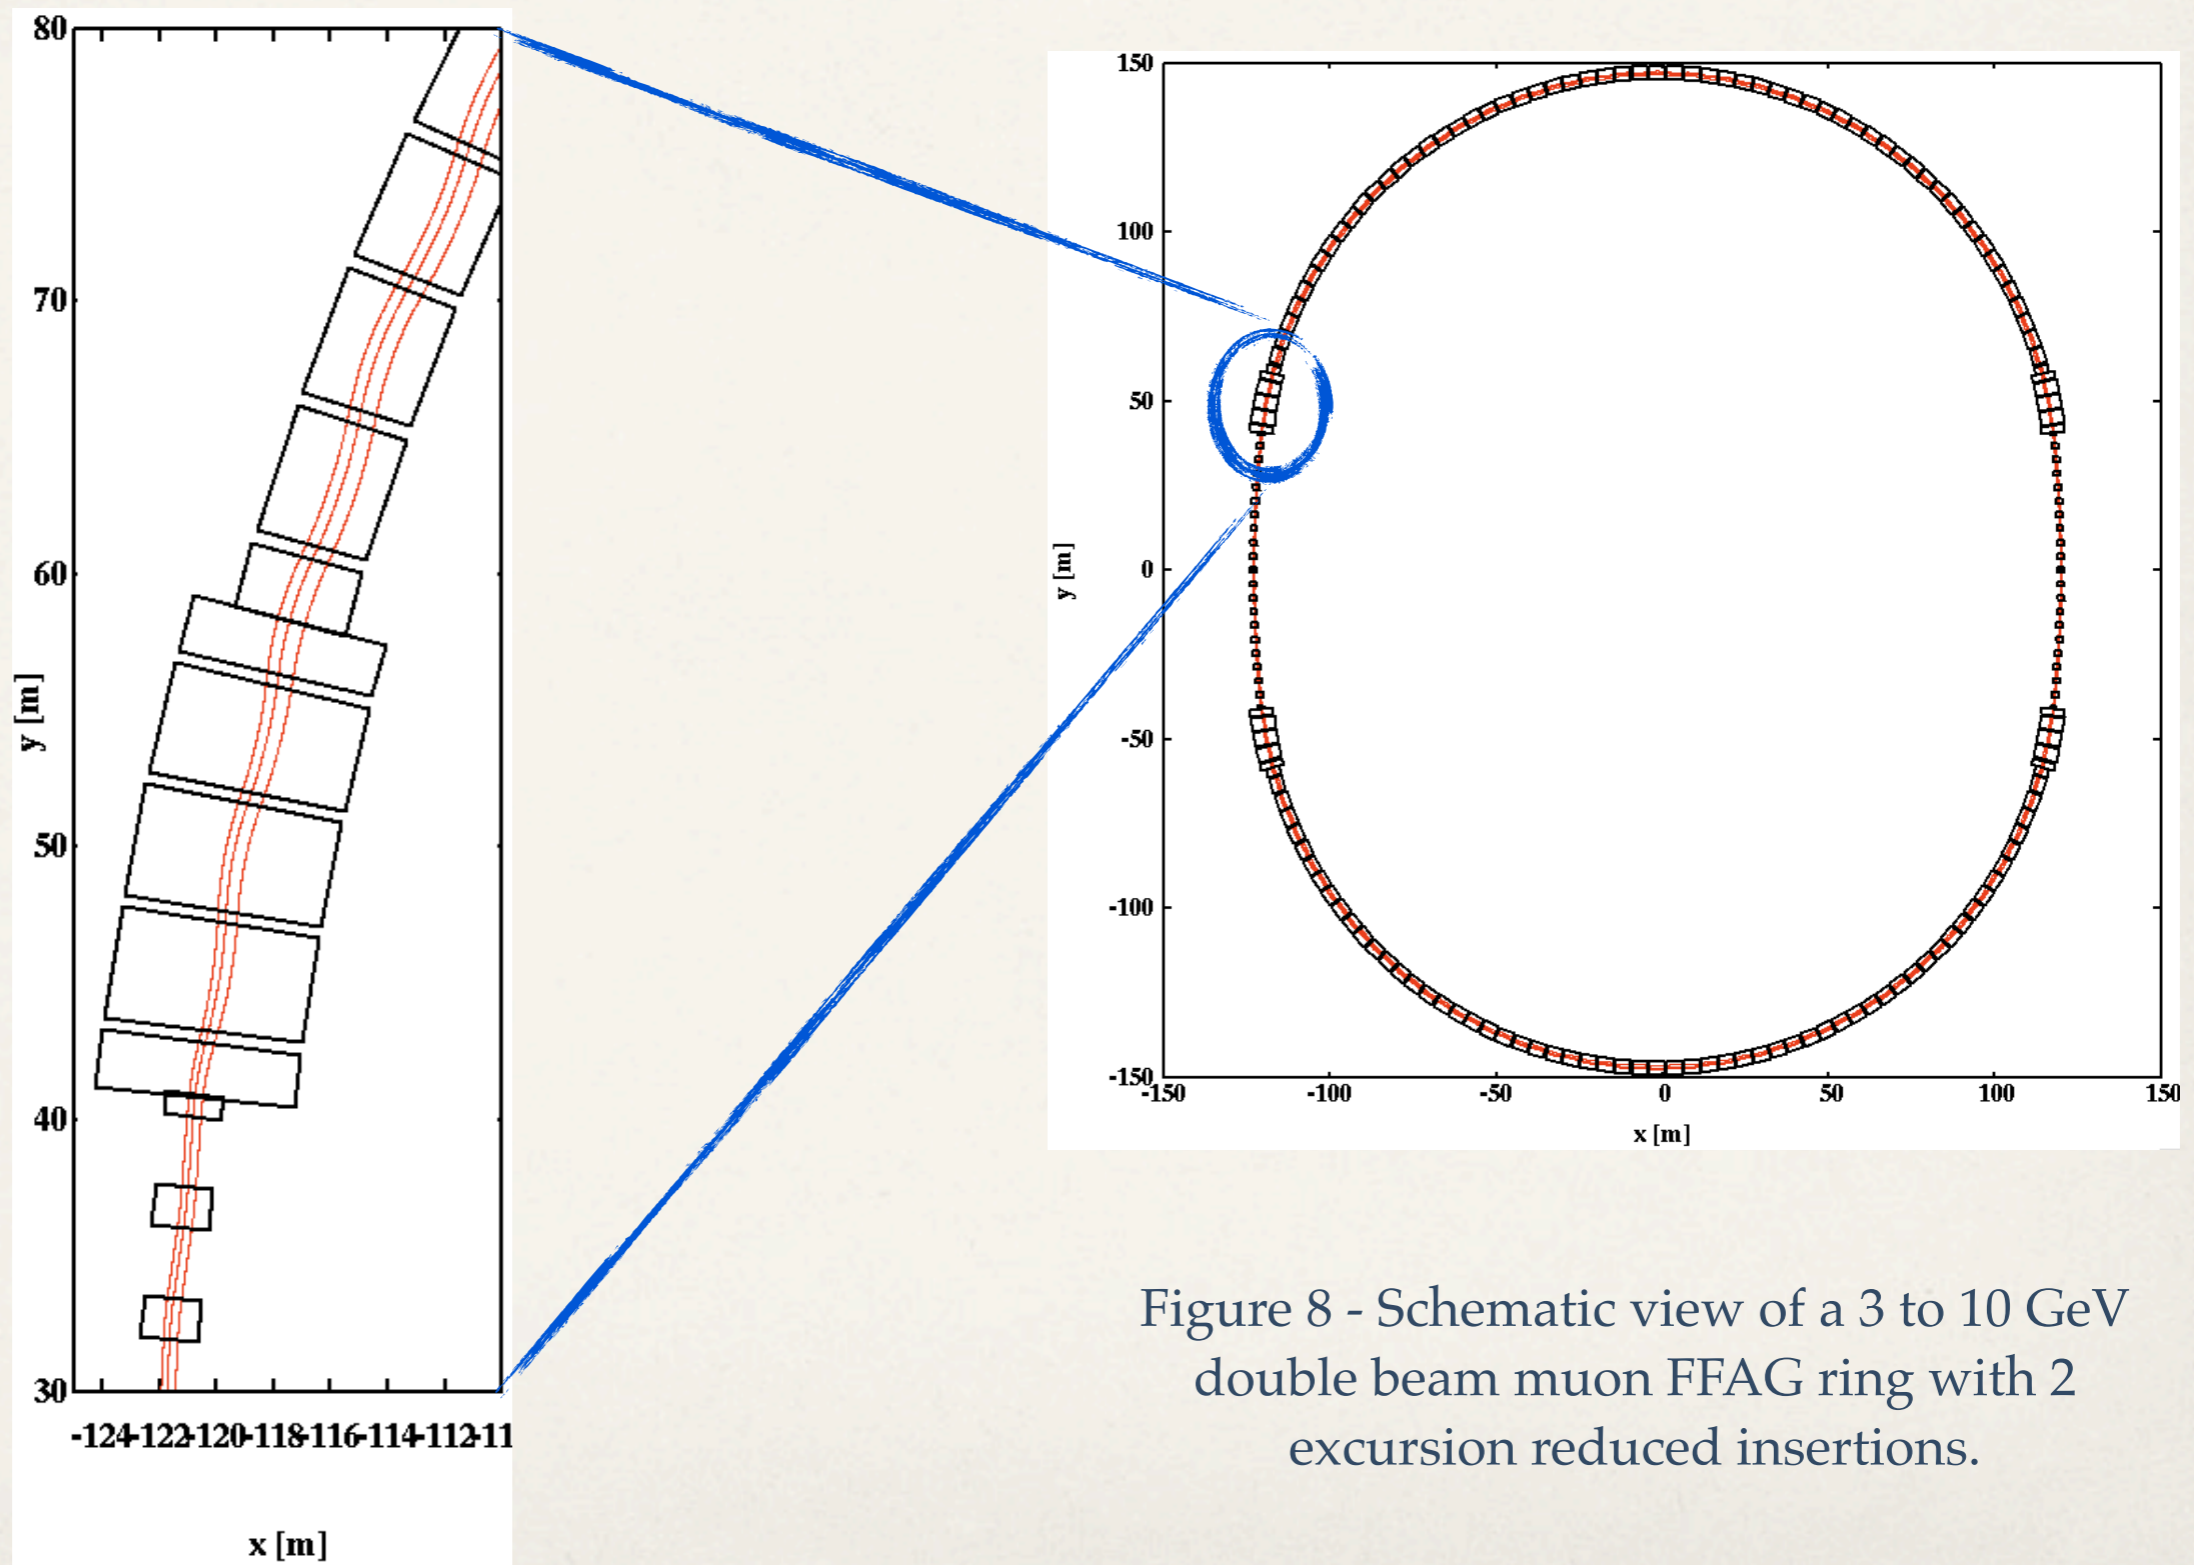 80
70
60
50
40
30
y [m]
-124-122-120-118-116-114-112-11
x [m]
150
100
50
0
-50
-100
-150
y [m]
-150 -100 -50 0 50 100 150
x [m]
Figure 8 - Schematic view of a 3 to 10 GeV
double beam muon FFAG ring with 2
excursion reduced insertions.